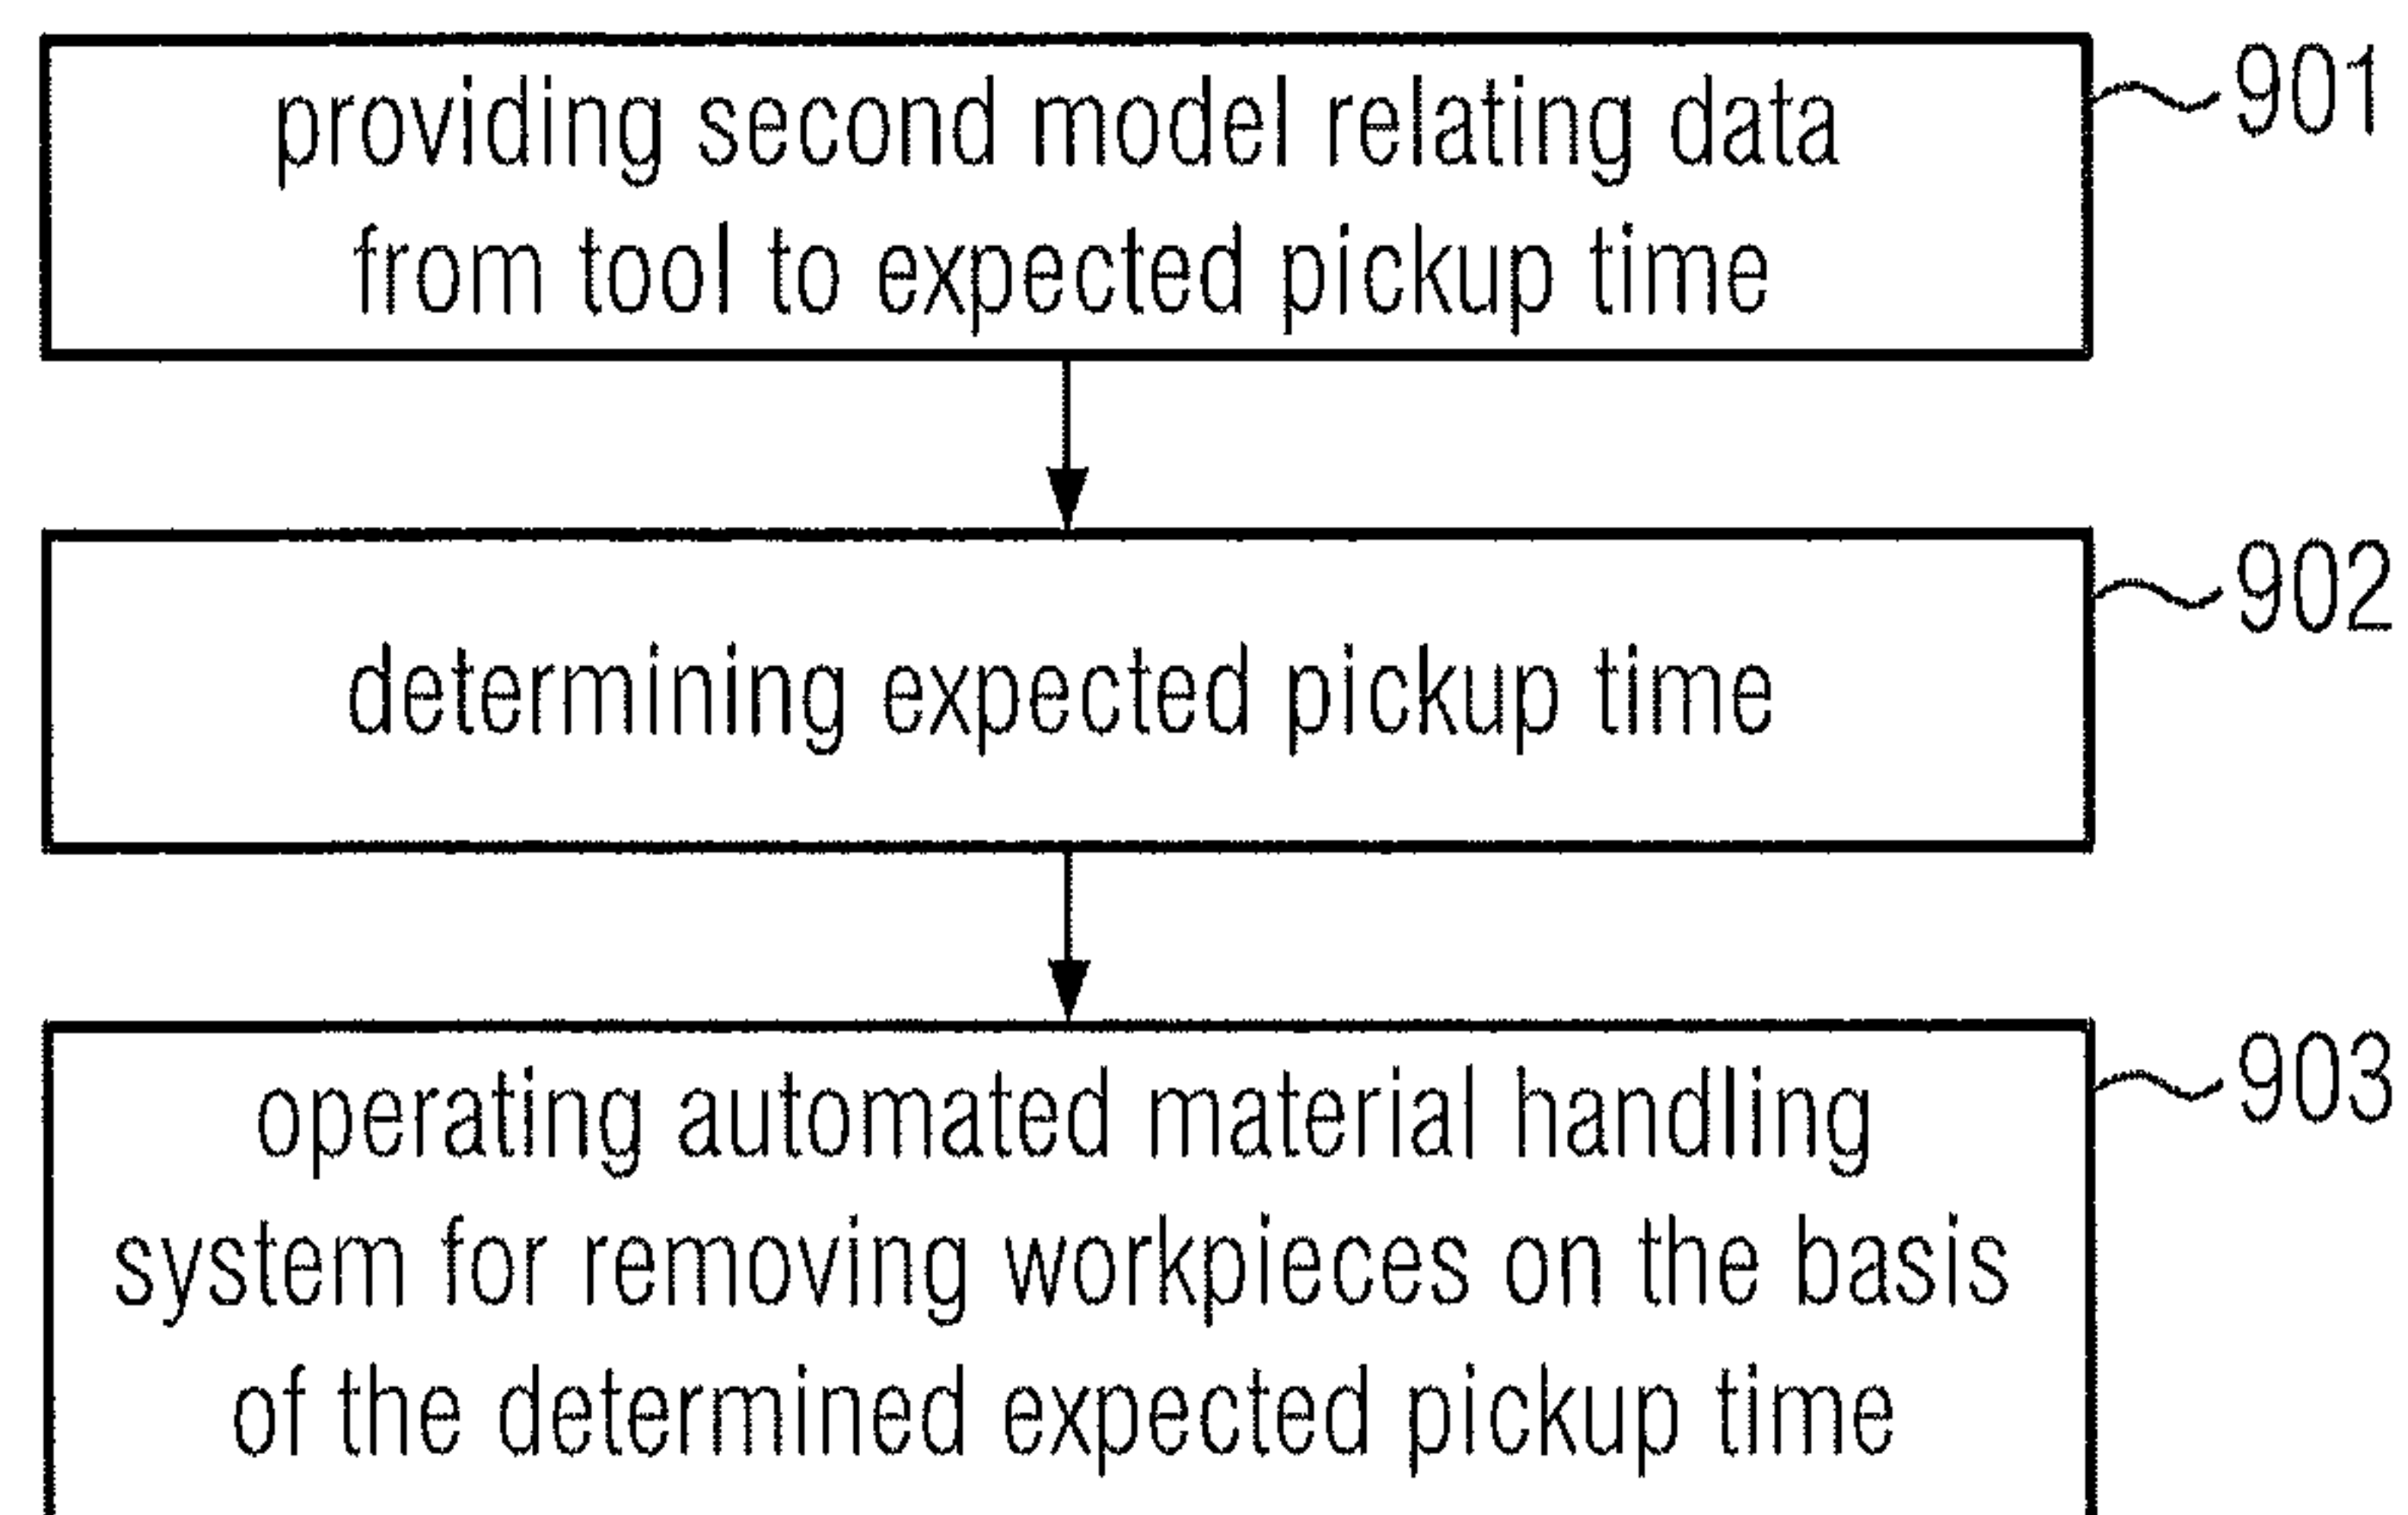 providing second model relating data
from tool to expected pickup time
901
determining expected pickup time
902
operating automated material handling
system for removing workpieces on the basis
of the determined expected pickup time
903